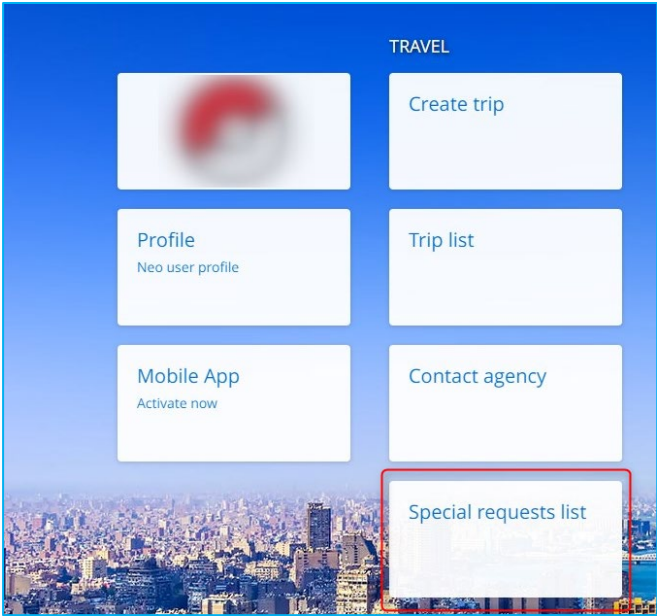 TRAVEL
Create trip
Profile
Neo user profile
Trip list
Mobile App
Activate now
Contact agency
Special requests list